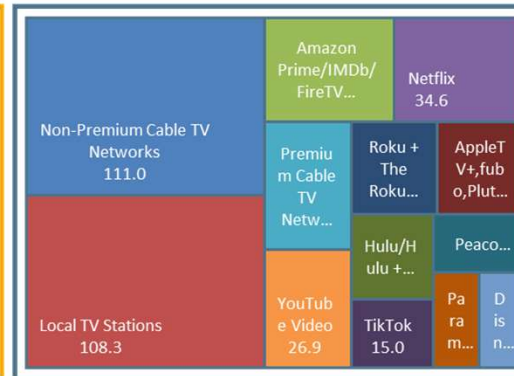 Non-Premium Cable TV
Networks
111.0
Local TV Stations
108.3
Amazon
Prime/IMDb/
FireTV...
Netflix
34.6
Premiu
m Cable
TV
Netw...
Roku +
The
Roku...
AppleT
V+,fub
o,Plut...
Hulu/H
ulu +...
Peaco...
YouTub
e Video
26.9
TikTok
15.0
Pa
ra
m...
D
is
n...